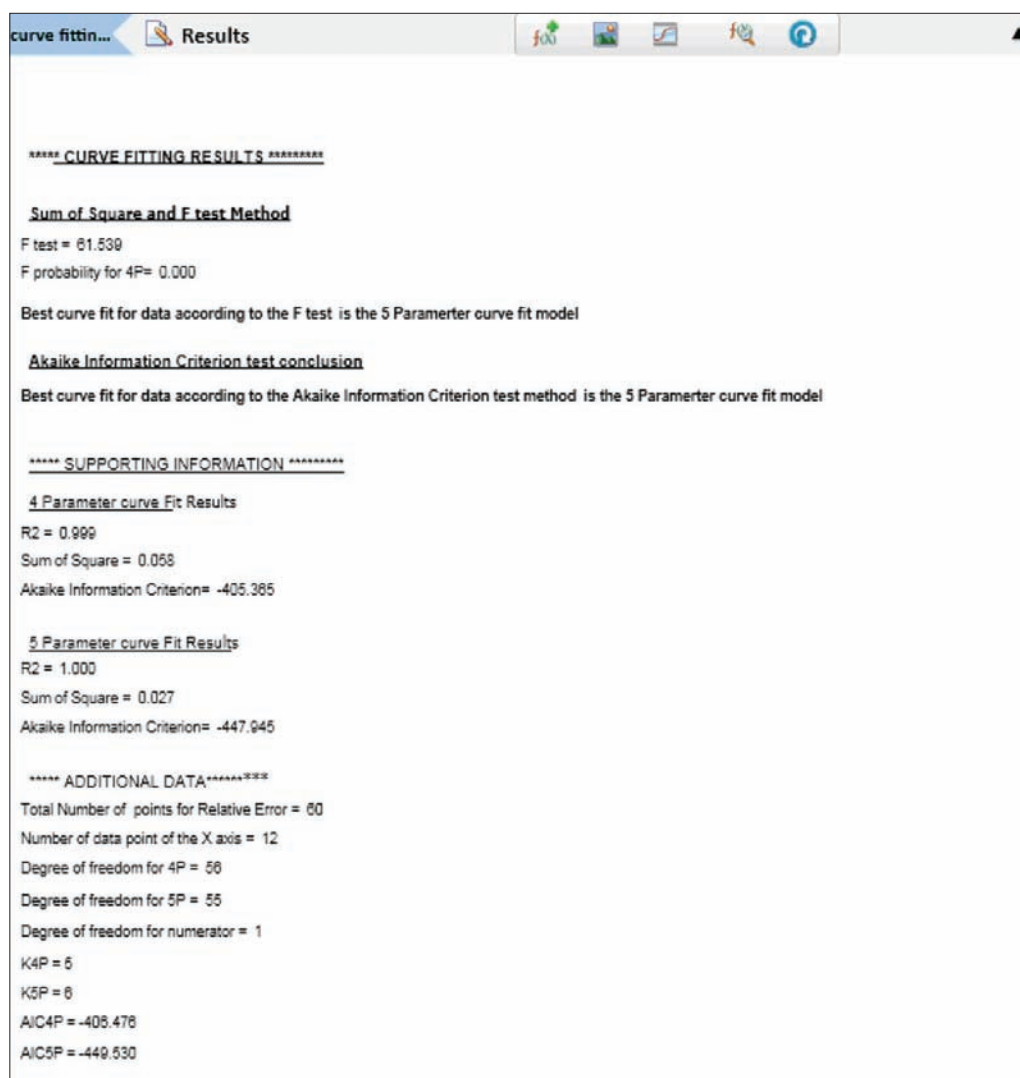 curve fittin...
Results
***** CURVE FITTING RESULTS *********
Sum of Square and F test Method
F test = 61.539
F probability for 4P= 0.000
Best curve fit for data according to the F test is the 5 Paramerter curve fit model
Akaike Information Criterion test conclusion
Best curve fit for data according to the Akaike Information Criterion test method is the 5 Paramerter curve fit model
***** SUPPORTING INFORMATION *********
4 Parameter curve Fit Results
R2 = 0.999
Sum of Square = 0.058
Akaike Information Criterion= -405.365
5 Parameter curve Fit Results
R2 = 1.000
Sum of Square = 0.027
Akaike Information Criterion= -447.945
***** ADDITIONAL DATA*********
Total Number of points for Relative Error = 60
Number of data point of the X axis = 12
Degree of freedom for 4P = 56
Degree of freedom for 5P = 55
Degree of freedom for numerator = 1
K4P = 5
K5P = 6
AIC4P = -406.476
AIC5P = -449.530